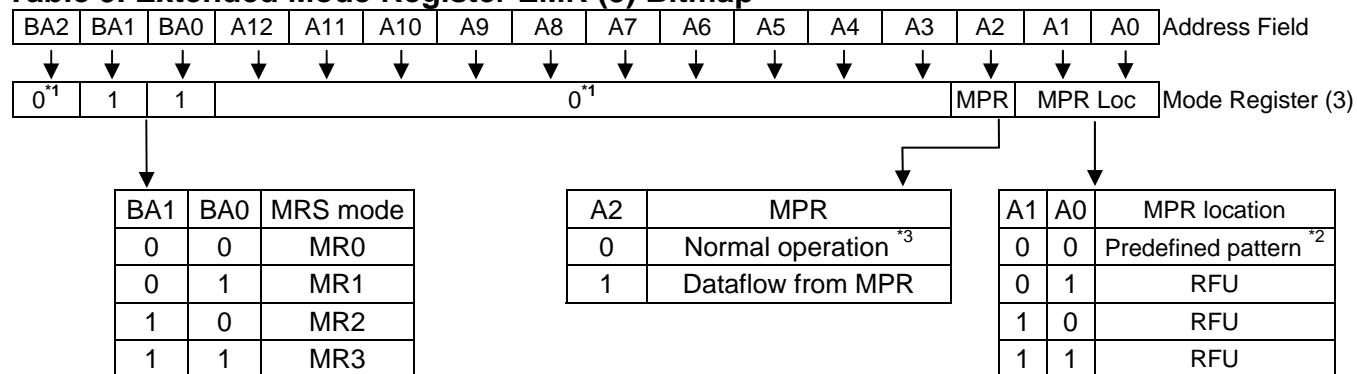 Table 8. Extended Mode Register EMR (3) Bitmap
BA2 BA1 BA0 A12 A11 A10 A9 A8 A7 A6 A5 A4 A3 A2 A1 A0 Address Field
0*1 1 1 0*1 MPR MPR Loc Mode Register (3)
BA1 BA0 MRS mode
0 0 MR0
0 1 MR1
1 0 MR2
1 1 MR3
A2 MPR
0 Normal operation *3
1 Dataflow from MPR
A1 A0 MPR location
0 0 Predefined pattern *2
0 1 RFU
1 0 RFU
1 1 RFU